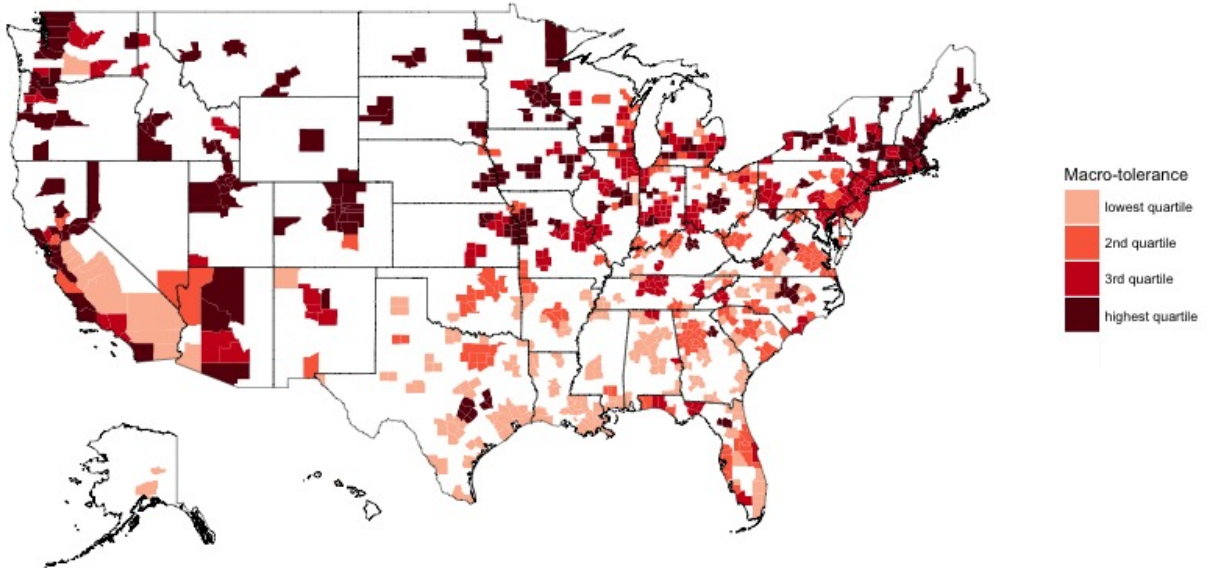 Macro-tolerance
lowest quartile
2nd quartile
3rd quartile
highest quartile